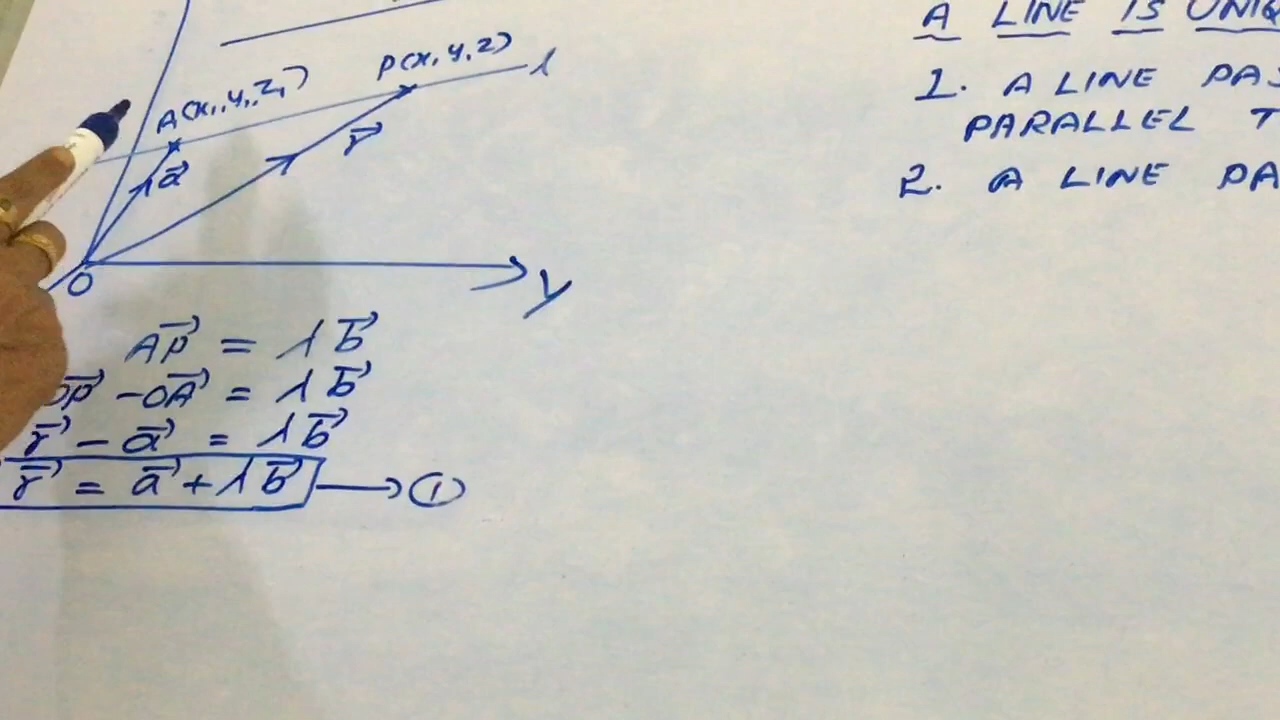 P(x, y, z) l
A(x₁, y₁, z₁)
r⃗
a⃗
O
y
AP⃗ = λ b⃗
OP⃗ - OA⃗ = λ b⃗
r⃗ - a⃗ = λ b⃗
r⃗ = a⃗ + λ b⃗ → ①
A LINE IS UNIQ
1. A LINE PAS
PARALLEL T
2. A LINE PA